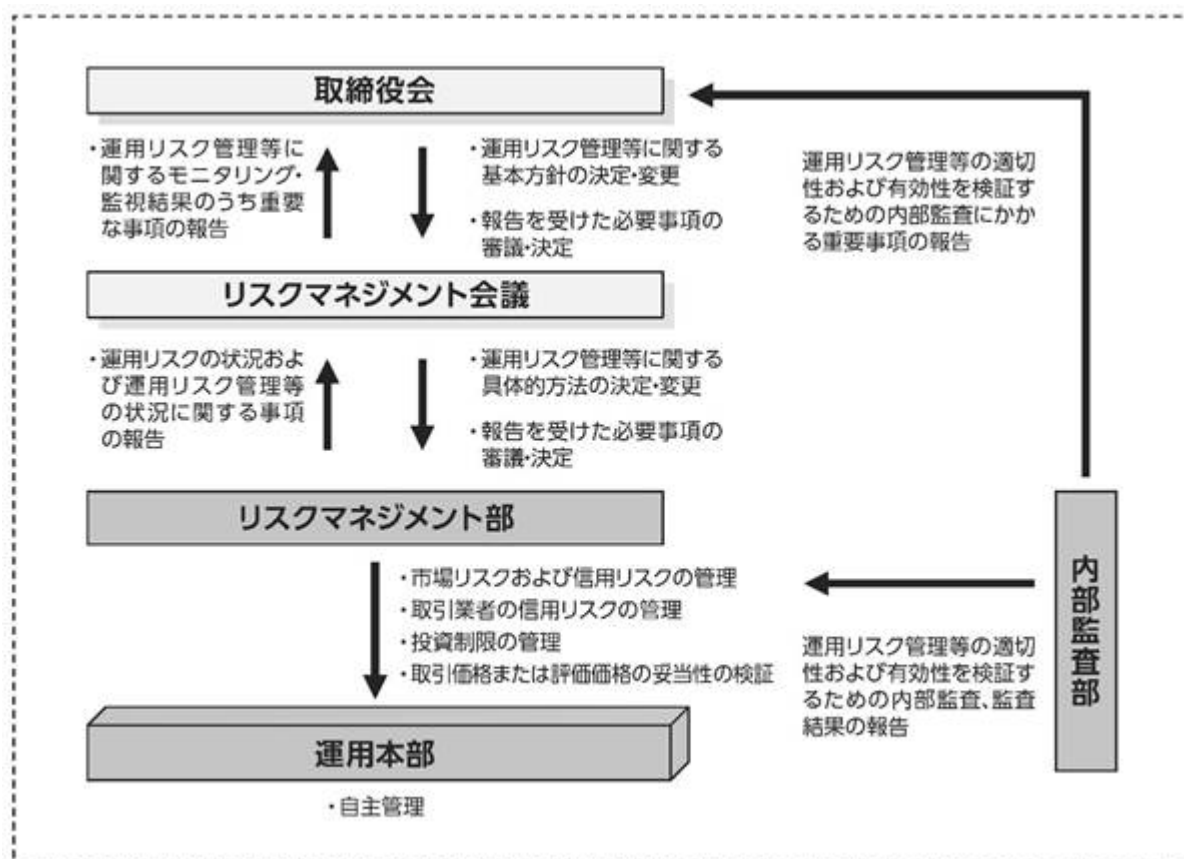 取締役会
・運用リスク管理等に
関するモニタリング・
監視結果のうち重要
な事項の報告
・運用リスク管理等に関する
基本方針の決定・変更
・報告を受けた必要事項の
審議・決定
運用リスク管理等の適切
性および有効性を検証す
るための内部監査にかか
る重要事項の報告
リスクマネジメント会議
・運用リスクの状況およ
び運用リスク管理等
の状況に関する事項
の報告
・運用リスク管理等に関する
具体的方法の決定・変更
・報告を受けた必要事項の
審議・決定
リスクマネジメント部
・市場リスクおよび信用リスクの管理
・取引業者の信用リスクの管理
・投資制限の管理
・取引価格または評価価格の妥当性の検証
運用リスク管理等の適切
性および有効性を検証す
るための内部監査、監査
結果の報告
内部監査部
運用本部
・自主管理